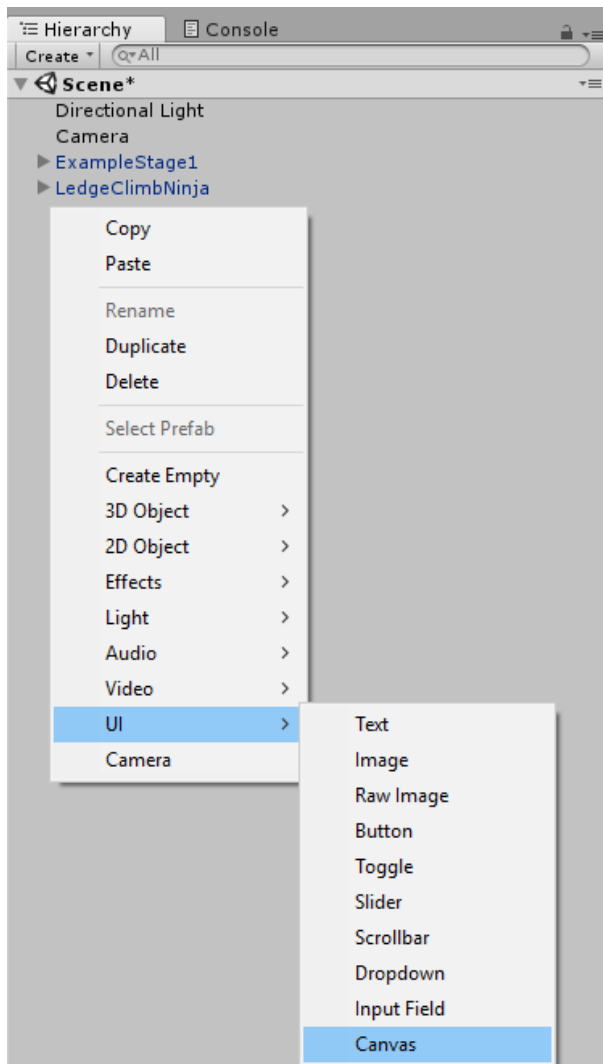 Hierarchy Console
Create All
Scene*
Directional Light
Camera
ExampleStage1
LedgeClimbNinja
Copy
Paste
Rename
Duplicate
Delete
Select Prefab
Create Empty
3D Object
2D Object
Effects
Light
Audio
Video
UI
Camera
Text
Image
Raw Image
Button
Toggle
Slider
Scrollbar
Dropdown
Input Field
Canvas